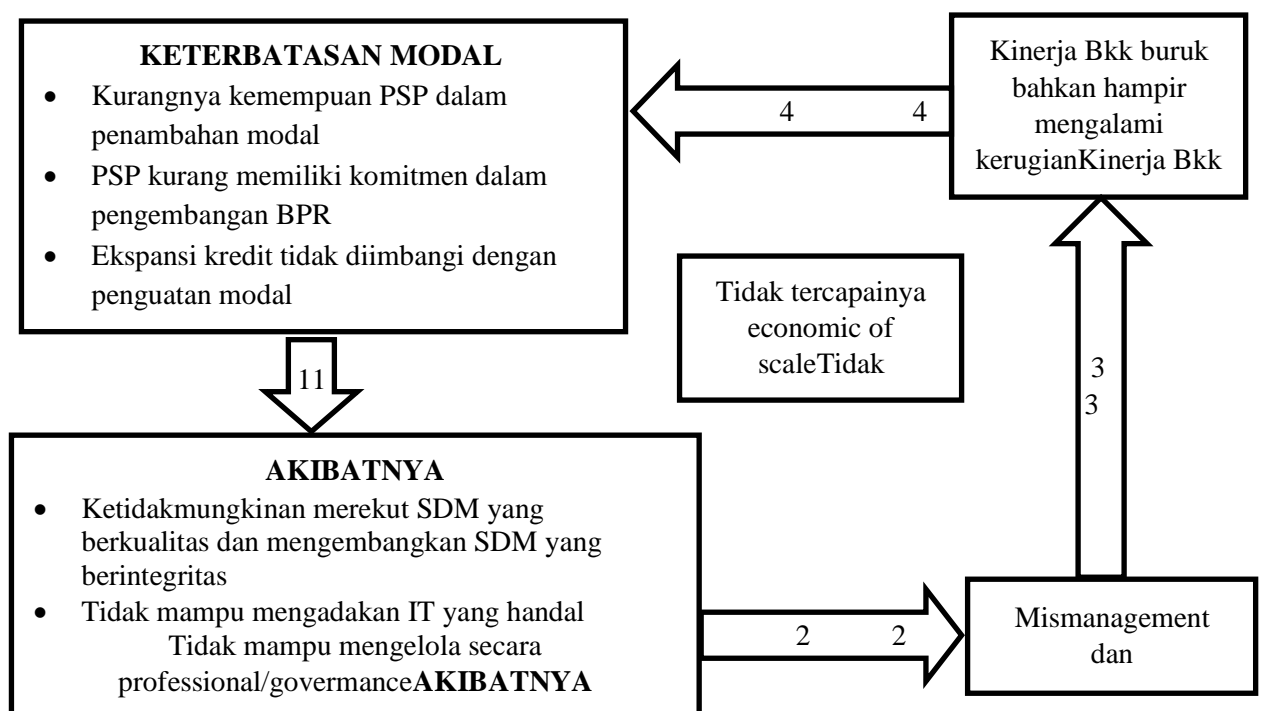 KETERBATASAN MODAL
• Kurangnya kemempuan PSP dalam
penambahan modal
• PSP kurang memiliki komitmen dalam
pengembangan BPR
• Ekspansi kredit tidak diimbangi dengan
penguatan modal
4 4
Kinerja Bkk buruk
bahkan hampir
mengalami
kerugianKinerja Bkk
Tidak tercapainya
economic of
scaleTidak
3
3
11
AKIBATNYA
• Ketidakmungkinan merekut SDM yang
berkualitas dan mengembangkan SDM yang
berintegritas
• Tidak mampu mengadakan IT yang handal
Tidak mampu mengelola secara
professional/govermanceAKIBATNYA
2 2
Mismanagement
dan